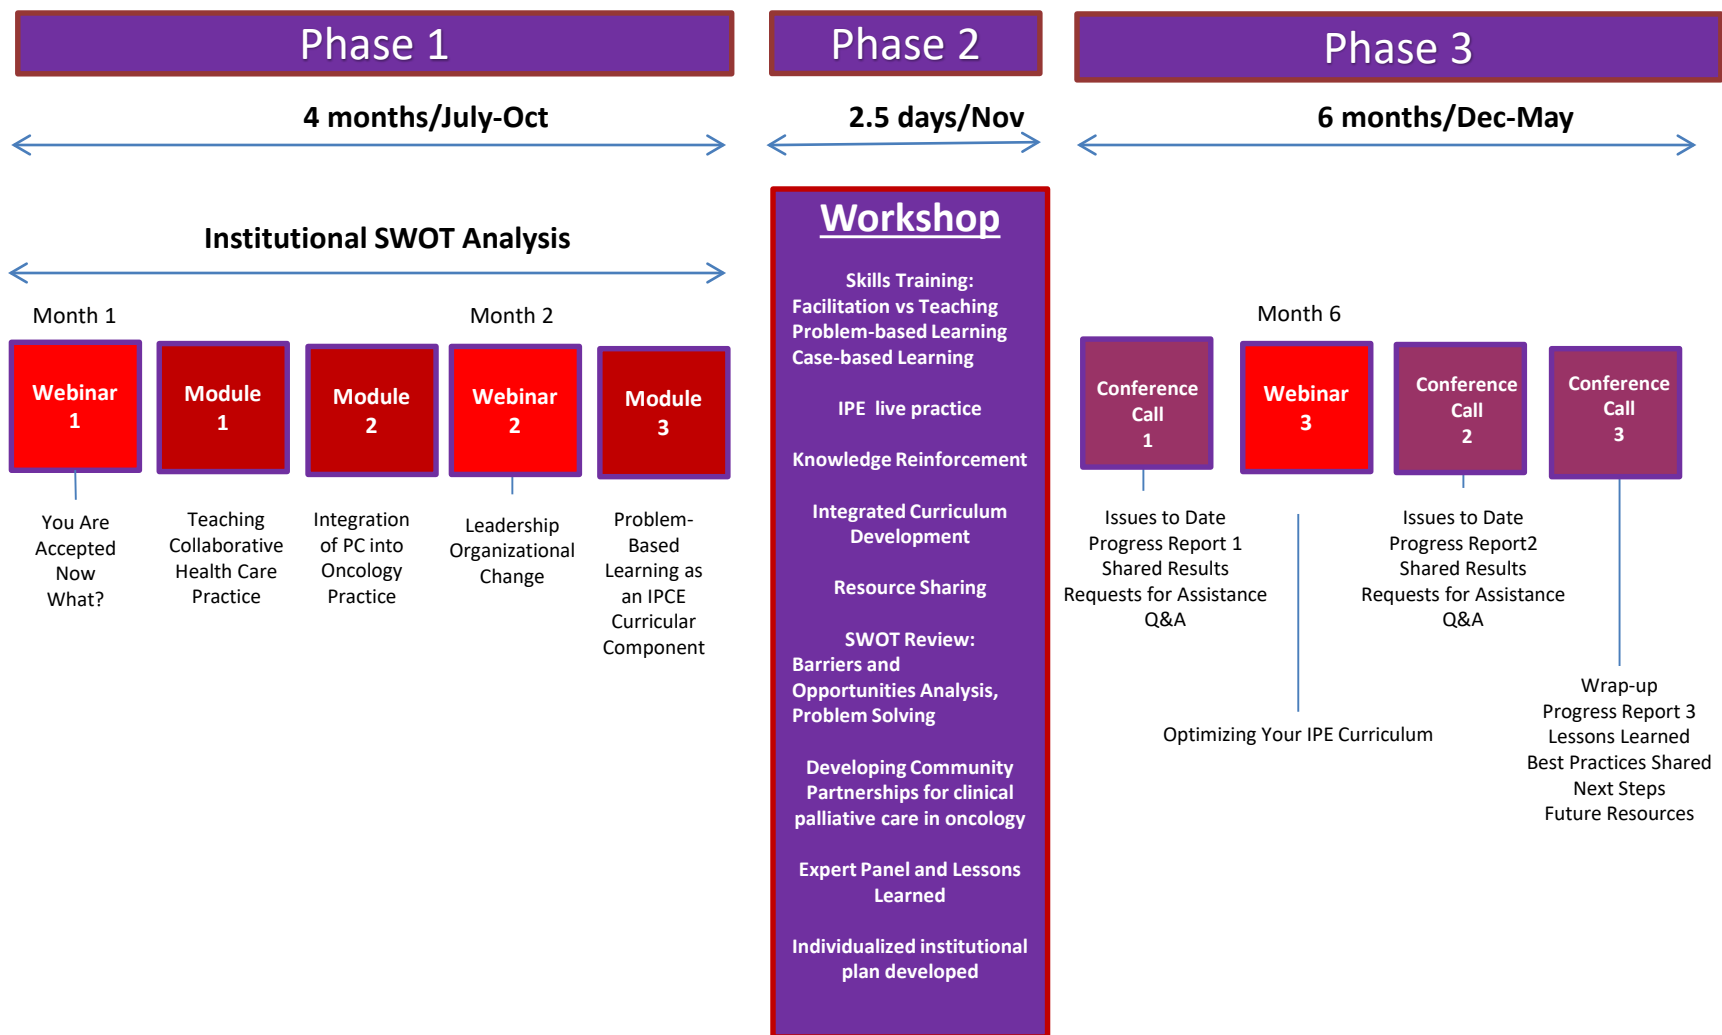 Phase 1
Phase 2
Phase 3
4 months/July-Oct
2.5 days/Nov
6 months/Dec-May
Institutional SWOT Analysis
Month 1
Month 2
Webinar
1
Module
1
Module
2
Webinar
2
Module
3
You Are
Accepted
Now
What?
Teaching
Collaborative
Health Care
Practice
Integration
of PC into
Oncology
Practice
Leadership
Organizational
Change
Problem-
Based
Learning as
an IPCE
Curricular
Component
Workshop
Skills Training:
Facilitation vs Teaching
Problem-based Learning
Case-based Learning
IPE live practice
Knowledge Reinforcement
Integrated Curriculum
Development
Resource Sharing
SWOT Review:
Barriers and
Opportunities Analysis,
Problem Solving
Developing Community
Partnerships for clinical
palliative care in oncology
Expert Panel and Lessons
Learned
Individualized institutional
plan developed
Month 6
Conference
Call
1
Webinar
3
Conference
Call
2
Conference
Call
3
Issues to Date
Progress Report 1
Shared Results
Requests for Assistance
Q&A
Optimizing Your IPE Curriculum
Issues to Date
Progress Report2
Shared Results
Requests for Assistance
Q&A
Wrap-up
Progress Report 3
Lessons Learned
Best Practices Shared
Next Steps
Future Resources